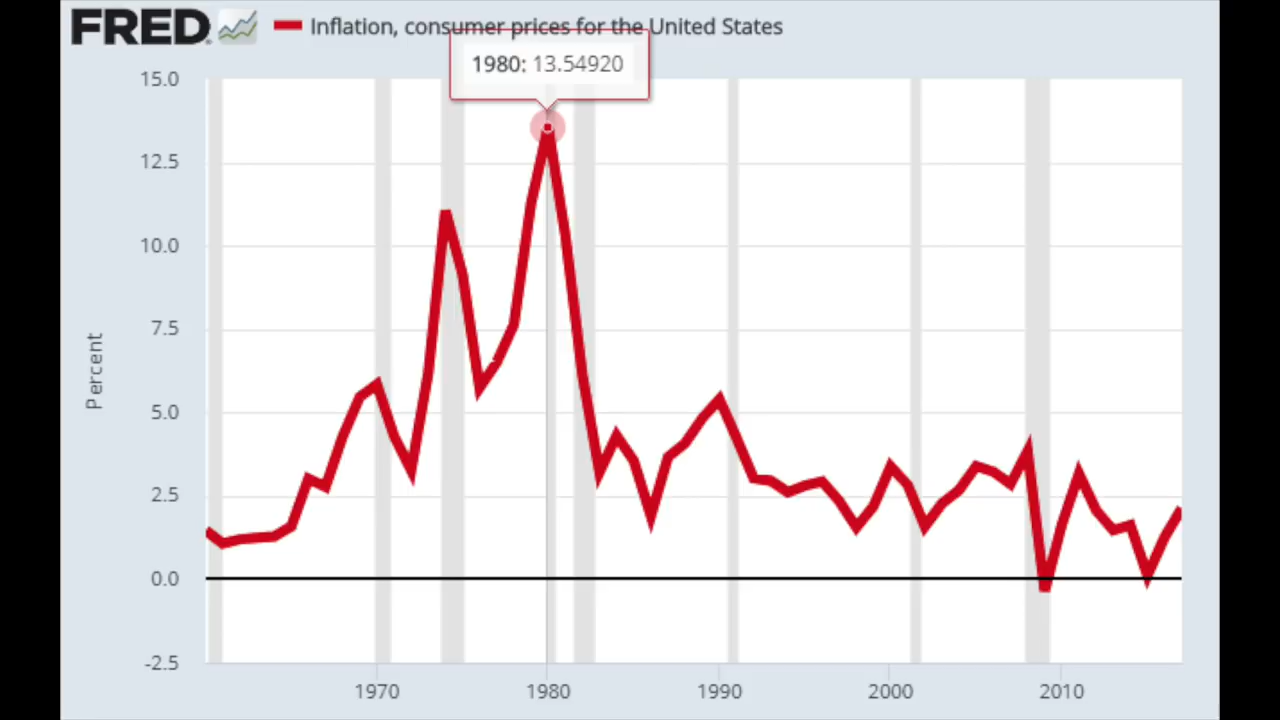 FRED
Inflation, consumer prices for the United States
1980: 13.54920
15.0
12.5
10.0
7.5
5.0
2.5
0.0
-2.5
Percent
1970 1980 1990 2000 2010